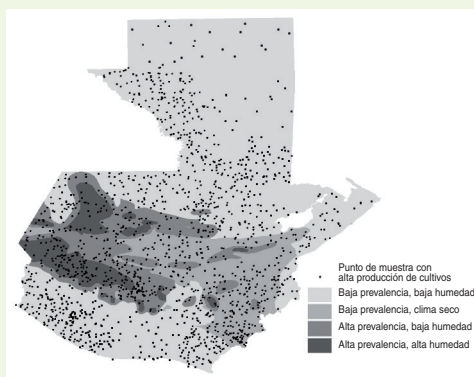 Punto de muestra con
alta producción de cultivos
Baja prevalencia, baja humedad
Baja prevalencia, clima seco
Alta prevalencia, baja humedad
Alta prevalencia, alta humedad